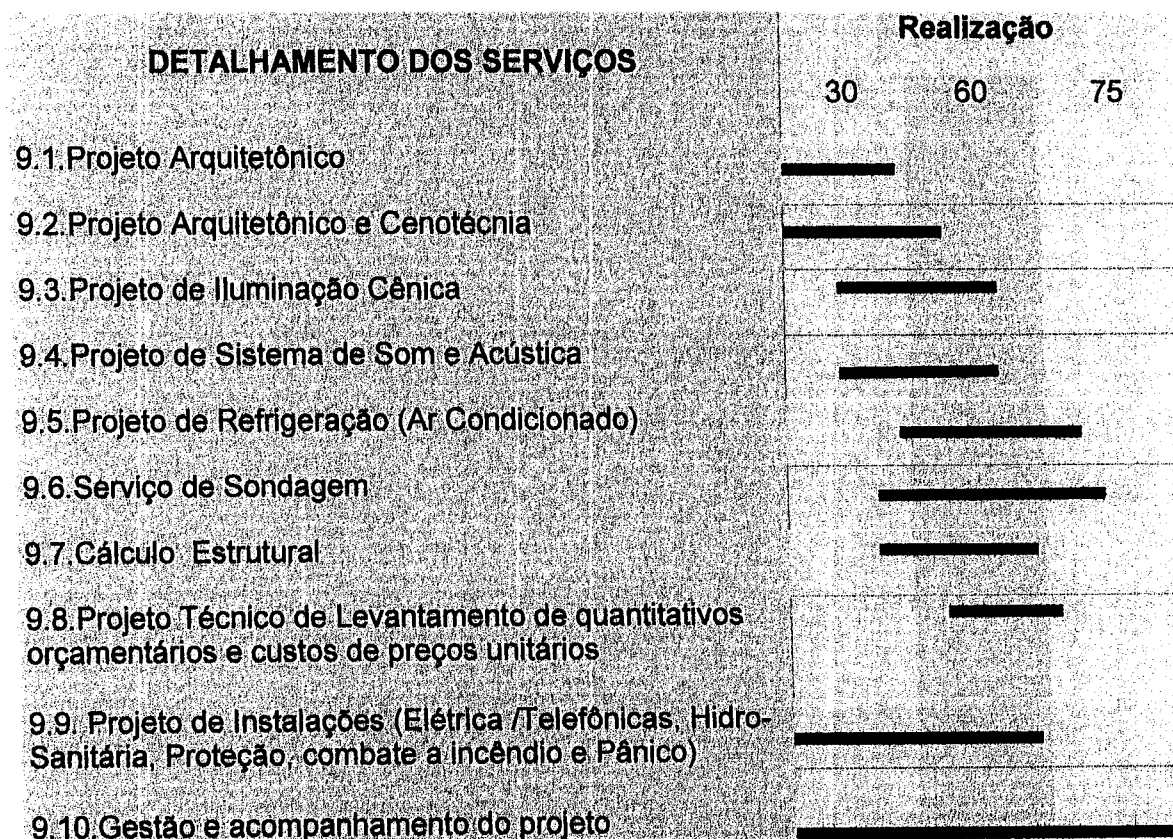 Realização
DETALHAMENTO DOS SERVIÇOS
30 60 75
9.1.Projeto Arquitetônico
9.2.Projeto Arquitetônico e Cenotécnia
9.3.Projeto de Iluminação Cênica
9.4.Projeto de Sistema de Som e Acústica
9.5.Projeto de Refrigeração (Ar Condicionado)
9.6.Serviço de Sondagem
9.7.Cálculo Estrutural
9.8.Projeto Técnico de Levantamento de quantitativos
orçamentários e custos de preços unitários
9.9. Projeto de Instalações (Elétrica /Telefônicas, Hidro-
Sanitária, Proteção, combate a incêndio e Pânico)
9.10.Gestão e acompanhamento do projeto